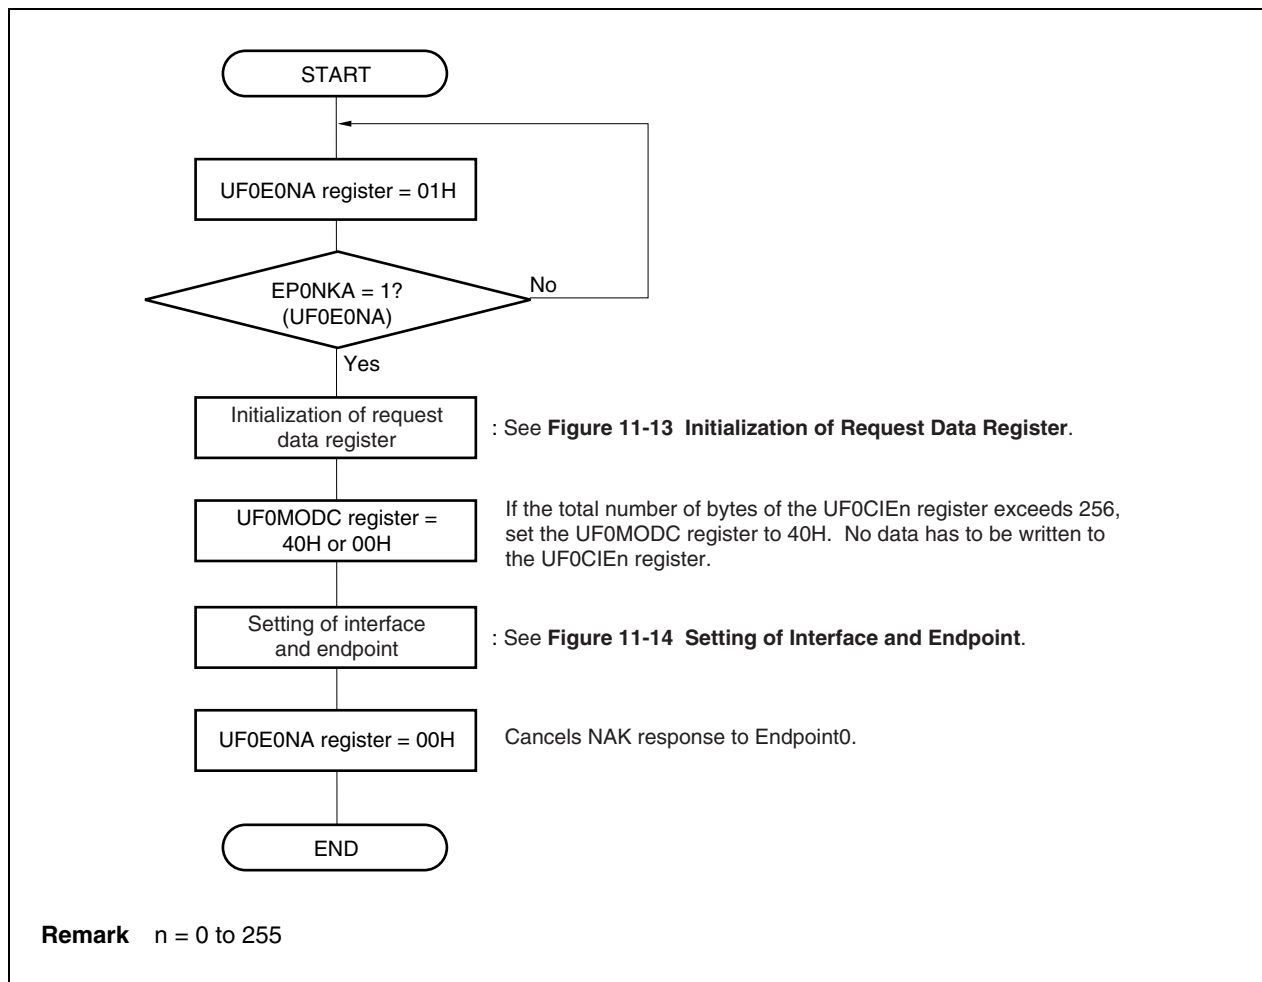 START
UF0E0NA register = 01H
EP0NKA = 1?
(UF0E0NA)
No
Yes
Initialization of request
data register
: See Figure 11-13  Initialization of Request Data Register.
UF0MODC register =
40H or 00H
If the total number of bytes of the UF0CIEn register exceeds 256,
set the UF0MODC register to 40H.  No data has to be written to
the UF0CIEn register.
Setting of interface
and endpoint
: See Figure 11-14  Setting of Interface and Endpoint.
UF0E0NA register = 00H
Cancels NAK response to Endpoint0.
END
Remark   n = 0 to 255